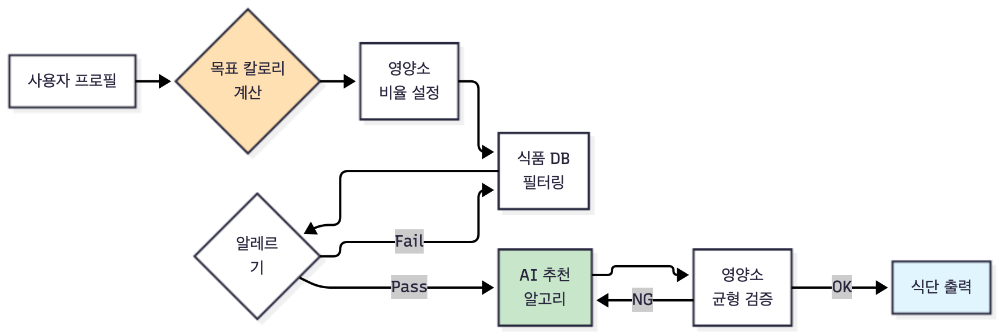 사용자 프로필
목표 칼로리
계산
영양소
비율 설정
식품 DB
필터링
알레르
기
Fail
Pass
AI 추천
알고리
NG
영양소
균형 검증
OK
식단 출력